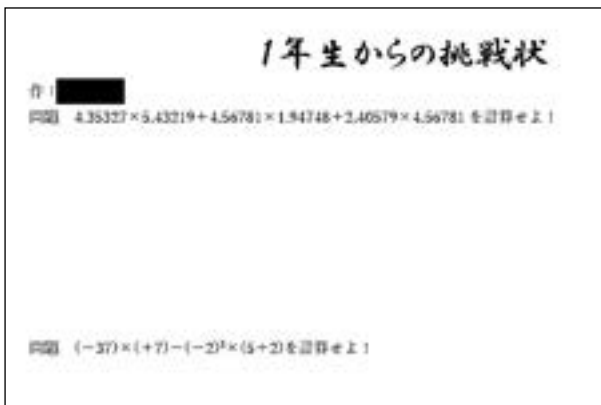 1年生からの挑戦状
作：
問題 4.35327×5.43219+4.56781×1.94748+2.40579×4.56781 を計算せよ！
問題 (−37)×(+7)−(−2)³×(5+2)を計算せよ！